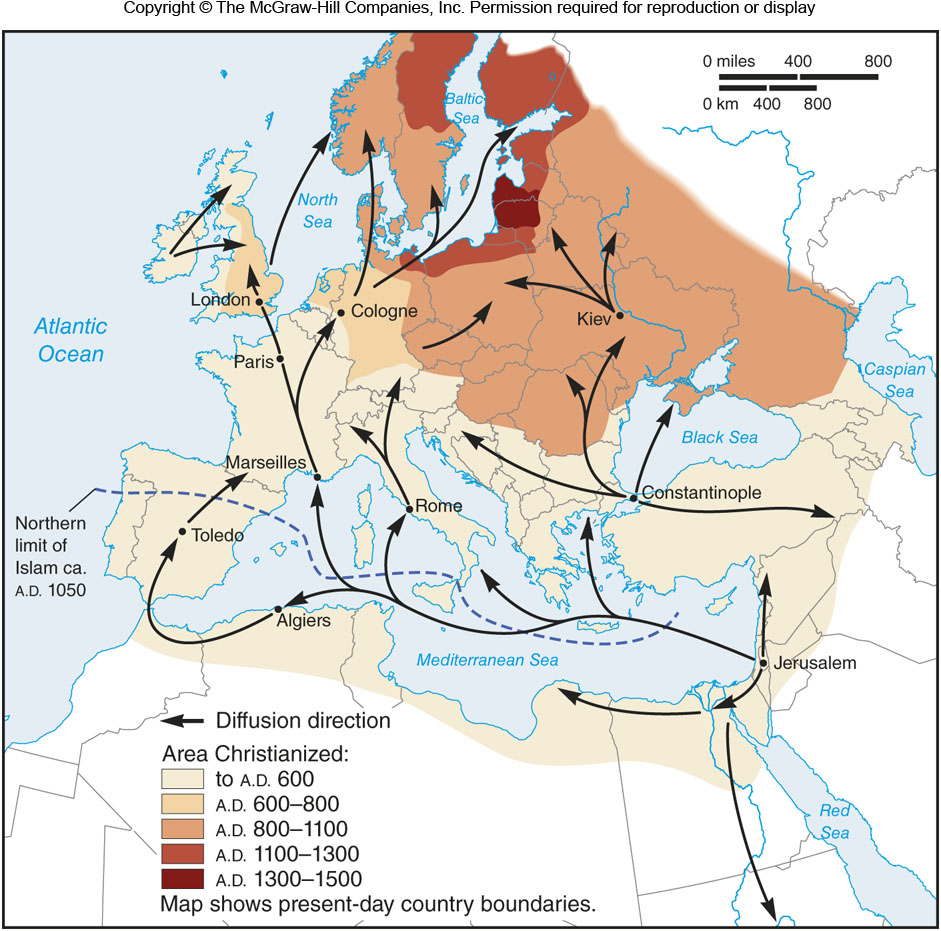 Copyright © The McGraw-Hill Companies, Inc. Permission required for reproduction or display
0 miles 400 800
0 km 400 800
Baltic
Sea
North
Sea
London
Cologne
Kiev
Atlantic
Ocean
Paris
Caspian
Sea
Black Sea
Marseilles
Constantinople
Rome
Northern
limit of
Islam ca.
A.D. 1050
Toledo
Algiers
Mediterranean Sea
Jerusalem
Diffusion direction
Area Christianized:
to A.D. 600
A.D. 600–800
A.D. 800–1100
A.D. 1100–1300
A.D. 1300–1500
Red
Sea
Map shows present-day country boundaries.